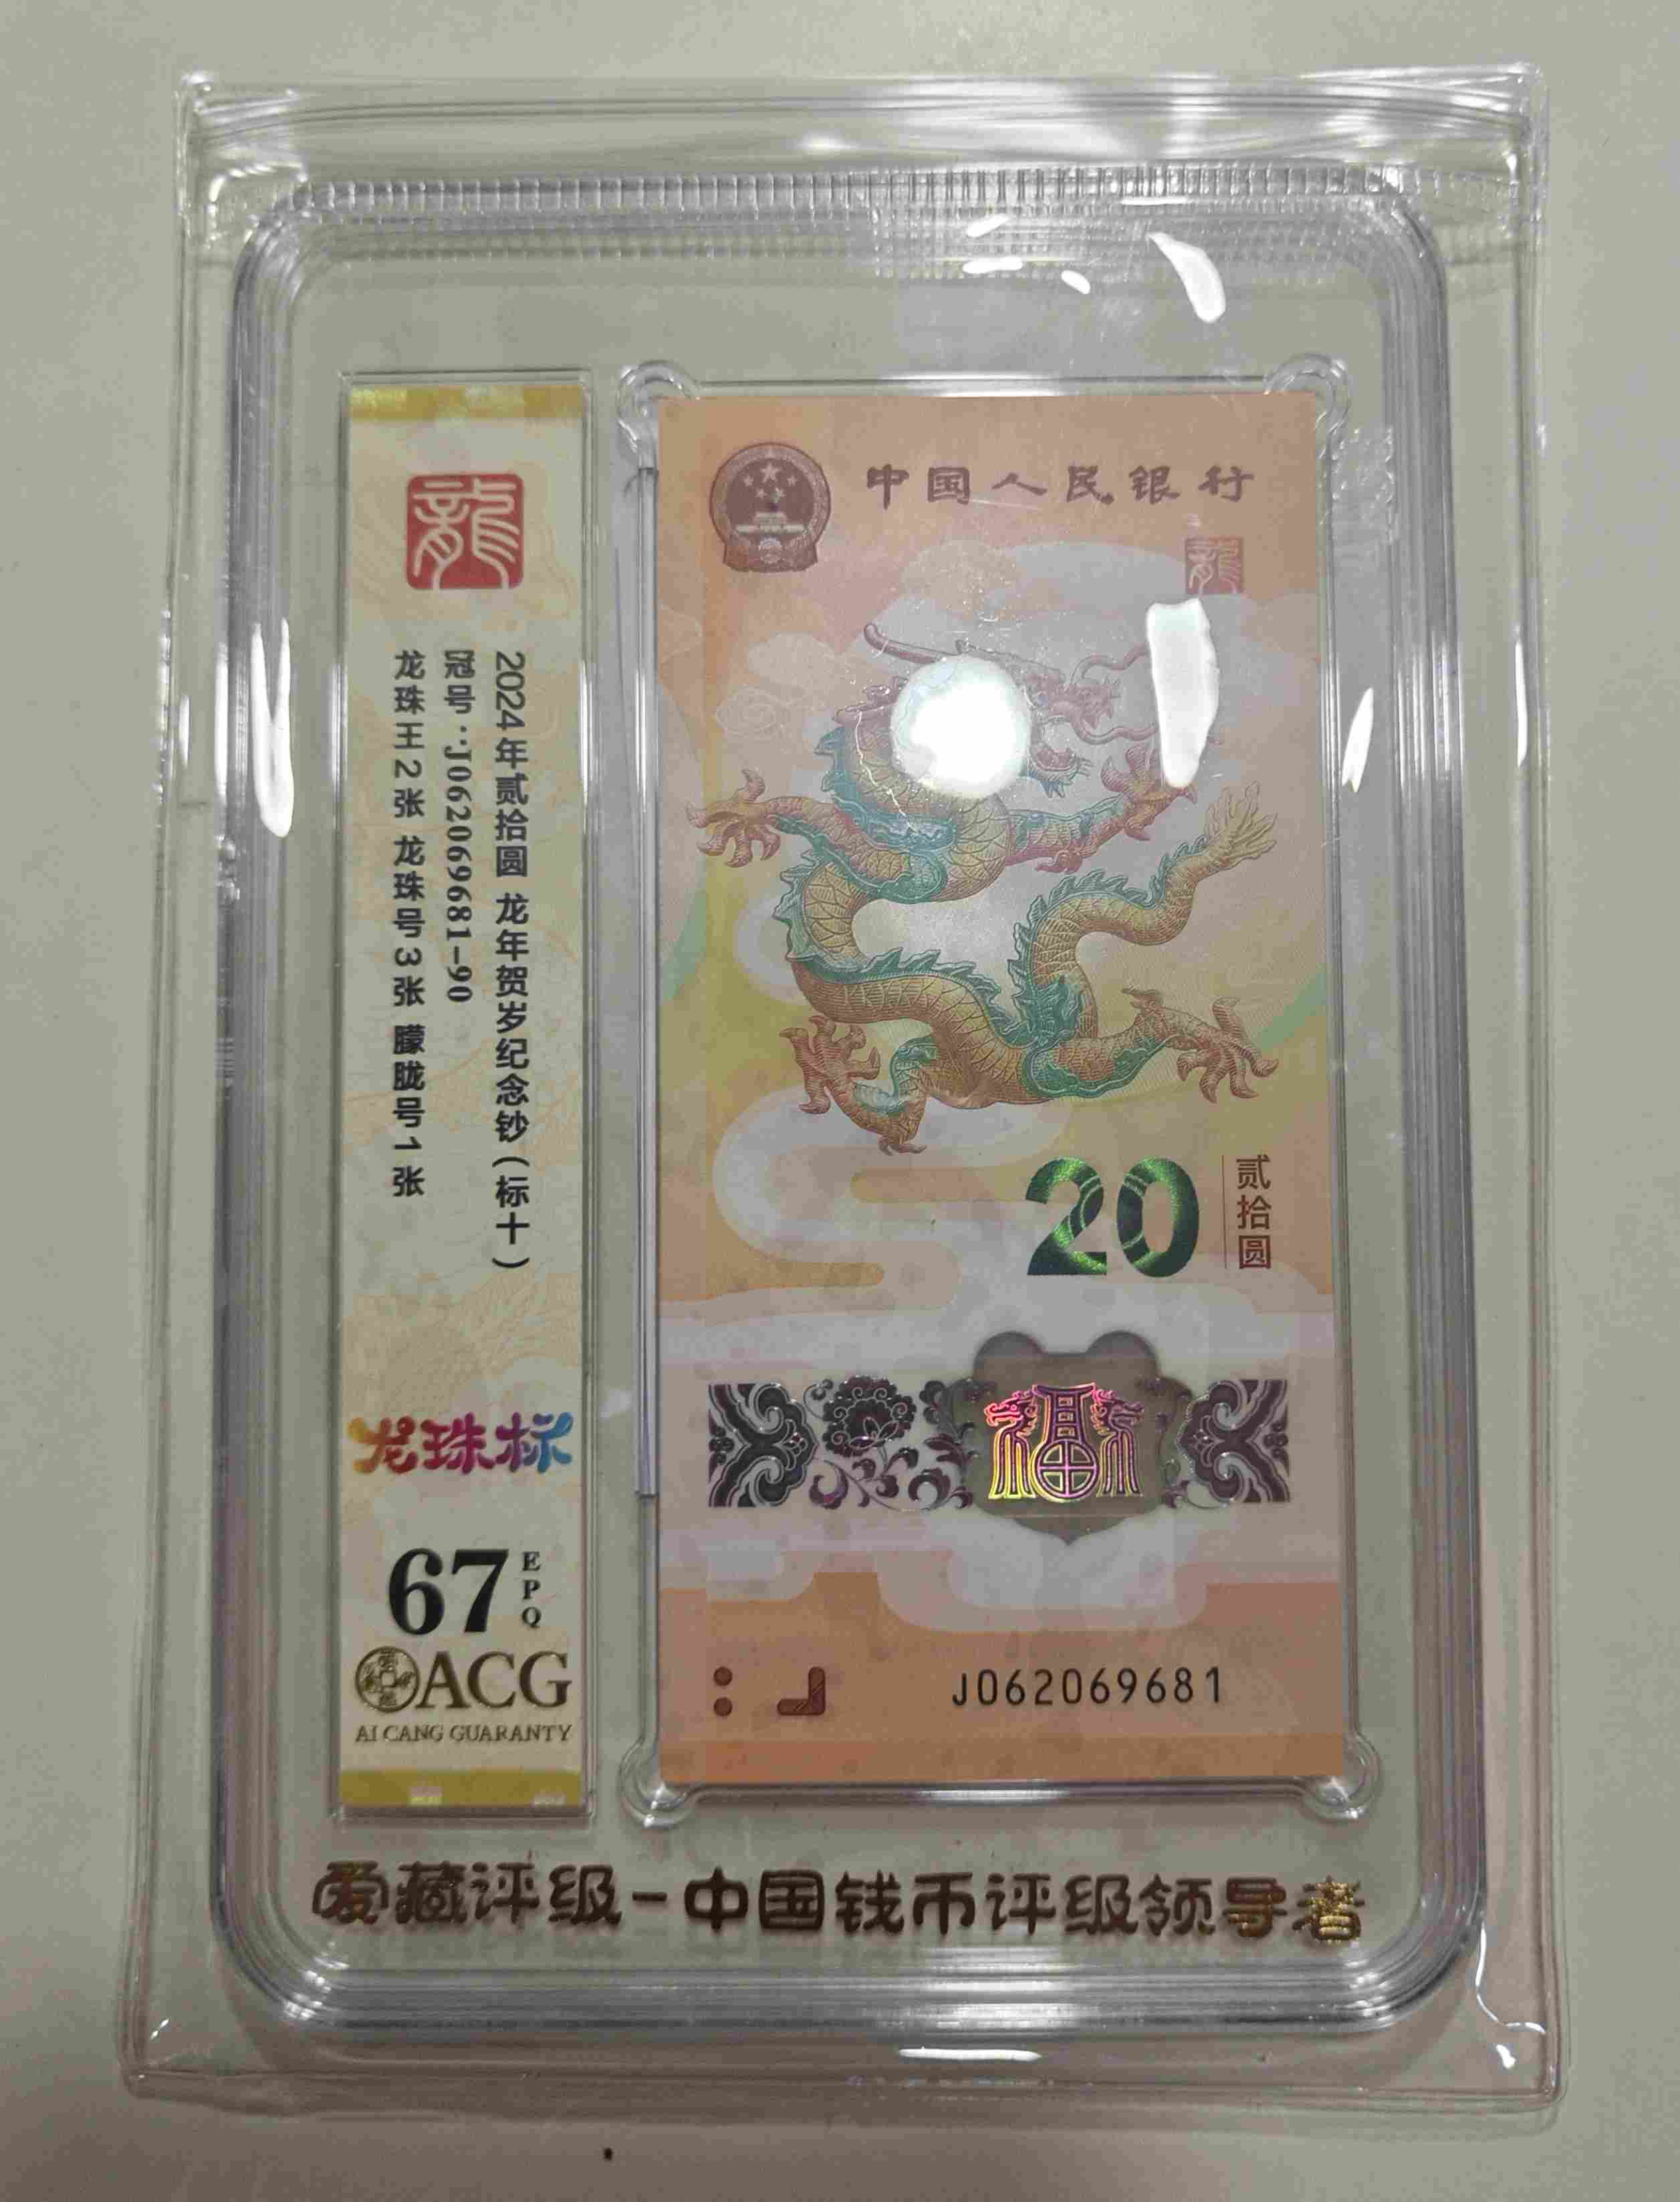 龍
2024年贰拾圆 龙年贺岁纪念钞(标十)
冠号:J062069681-90
龙珠王2张 龙珠号3张 朦胧号1张
龙珠标
67 EPQ
ACG
AI CANG GUARANTY
中国人民银行
龍
20
贰拾圆
福
J062069681
爱藏评级-中国钱币评级领导者